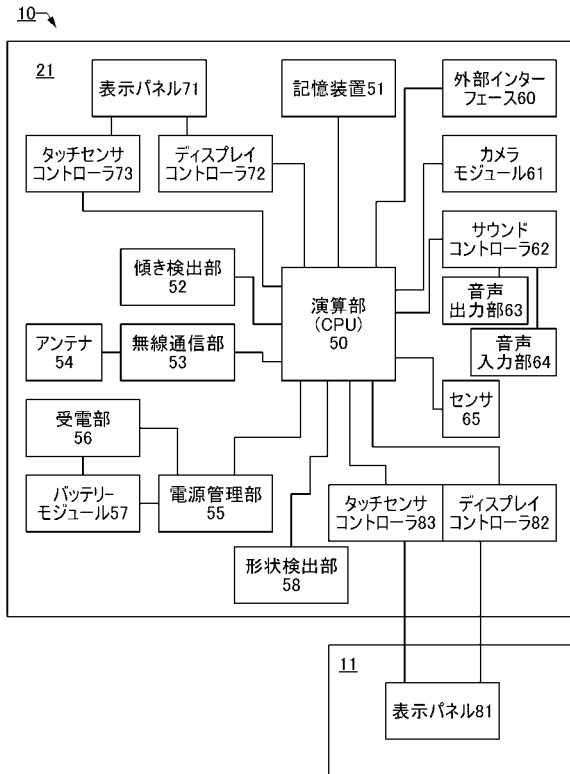 10
21
表示パネル71
記憶装置51
外部インター
フェース60
タッチセンサ
コントローラ73
ディスプレイ
コントローラ72
カメラ
モジュール61
サウンド
コントローラ62
傾き検出部
52
演算部
(CPU)
50
音声
出力部63
音声
入力部64
アンテナ
54
無線通信部
53
センサ
65
受電部
56
バッテリー
モジュール57
電源管理部
55
タッチセンサ
コントローラ83
ディスプレイ
コントローラ82
形状検出部
58
11
表示パネル81